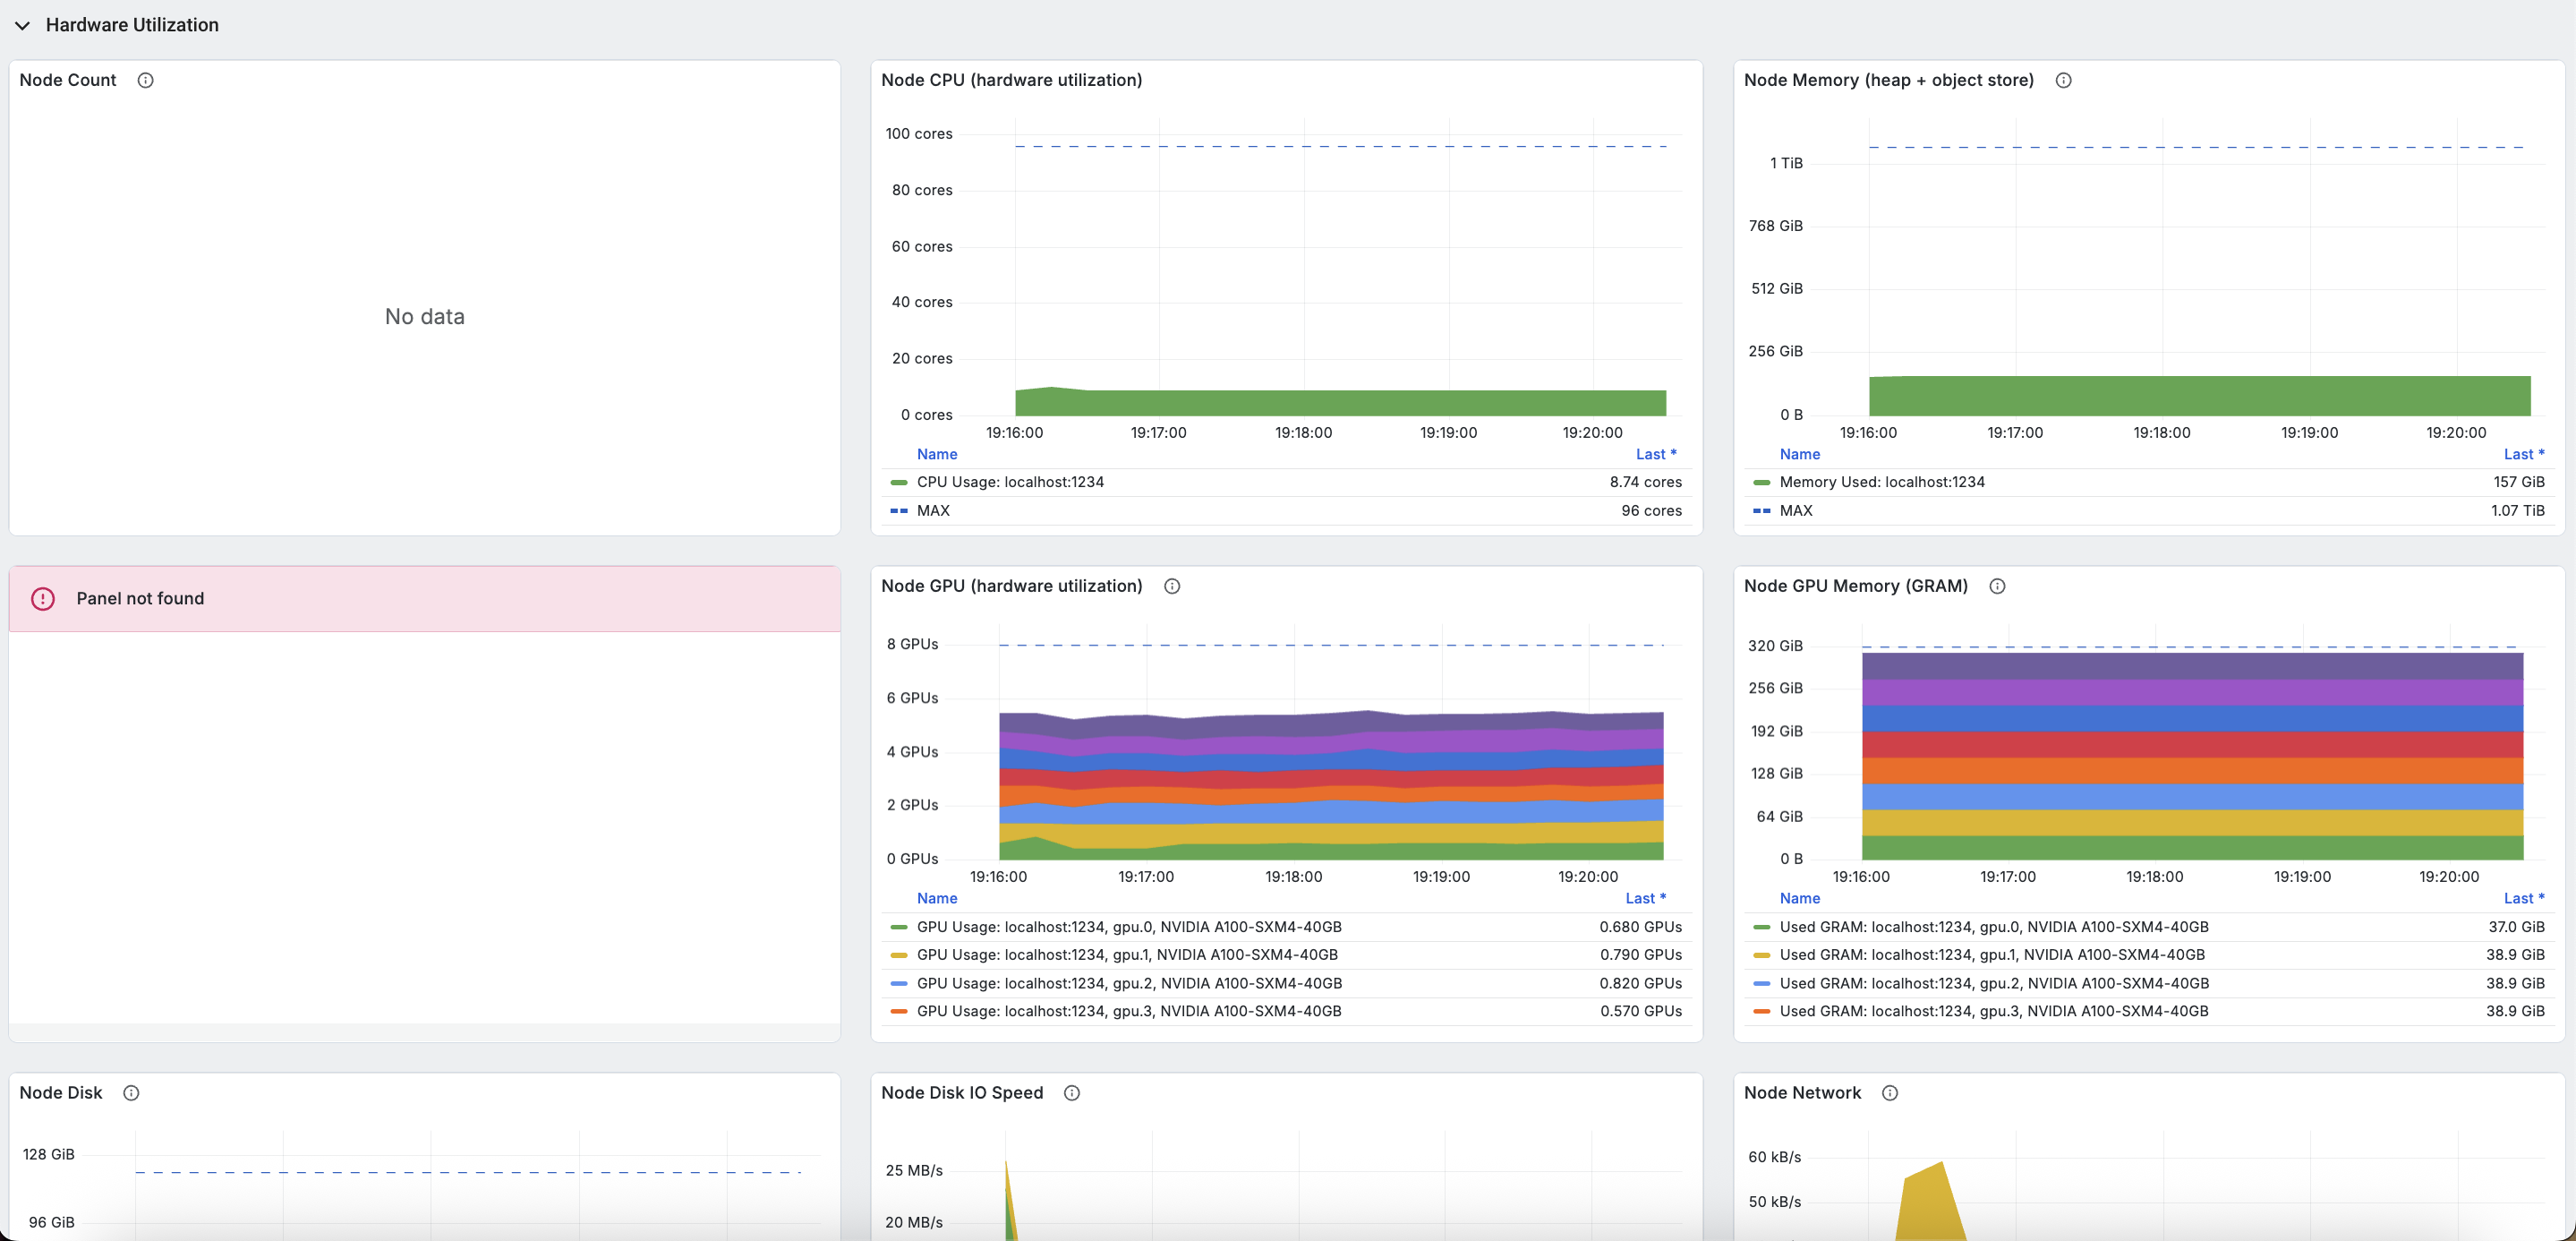 Hardware Utilization
Node Count
No data
Node CPU (hardware utilization)
100 cores
80 cores
60 cores
40 cores
20 cores
0 cores
19:16:00 19:17:00 19:18:00 19:19:00 19:20:00
Name Last *
CPU Usage: localhost:1234 8.74 cores
MAX 96 cores
Node Memory (heap + object store)
1 TiB
768 GiB
512 GiB
256 GiB
0 B
19:16:00 19:17:00 19:18:00 19:19:00 19:20:00
Name Last *
Memory Used: localhost:1234 157 GiB
MAX 1.07 TiB
Panel not found
Node GPU (hardware utilization)
8 GPUs
6 GPUs
4 GPUs
2 GPUs
0 GPUs
19:16:00 19:17:00 19:18:00 19:19:00 19:20:00
Name Last *
GPU Usage: localhost:1234, gpu.0, NVIDIA A100-SXM4-40GB 0.680 GPUs
GPU Usage: localhost:1234, gpu.1, NVIDIA A100-SXM4-40GB 0.790 GPUs
GPU Usage: localhost:1234, gpu.2, NVIDIA A100-SXM4-40GB 0.820 GPUs
GPU Usage: localhost:1234, gpu.3, NVIDIA A100-SXM4-40GB 0.570 GPUs
Node GPU Memory (GRAM)
320 GiB
256 GiB
192 GiB
128 GiB
64 GiB
0 B
19:16:00 19:17:00 19:18:00 19:19:00 19:20:00
Name Last *
Used GRAM: localhost:1234, gpu.0, NVIDIA A100-SXM4-40GB 37.0 GiB
Used GRAM: localhost:1234, gpu.1, NVIDIA A100-SXM4-40GB 38.9 GiB
Used GRAM: localhost:1234, gpu.2, NVIDIA A100-SXM4-40GB 38.9 GiB
Used GRAM: localhost:1234, gpu.3, NVIDIA A100-SXM4-40GB 38.9 GiB
Node Disk
128 GiB
96 GiB
Node Disk IO Speed
25 MB/s
20 MB/s
Node Network
60 kB/s
50 kB/s